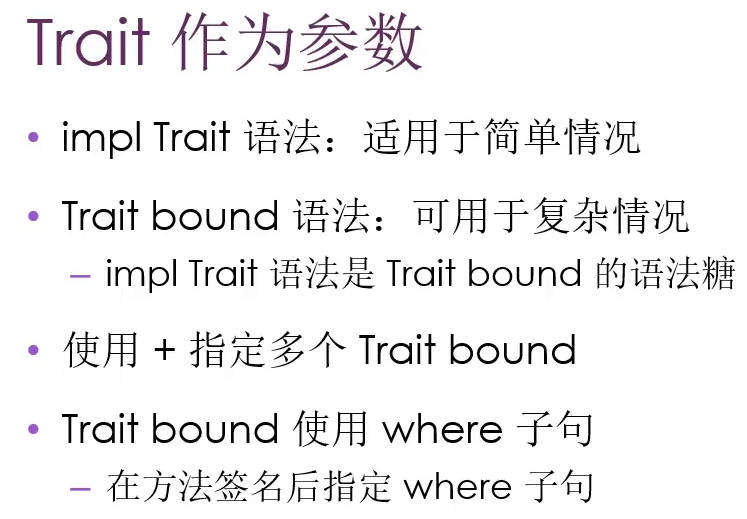 Trait 作为参数
• impl Trait 语法：适用于简单情况
• Trait bound 语法：可用于复杂情况
– impl Trait 语法是 Trait bound 的语法糖
• 使用 + 指定多个 Trait bound
• Trait bound 使用 where 子句
– 在方法签名后指定 where 子句